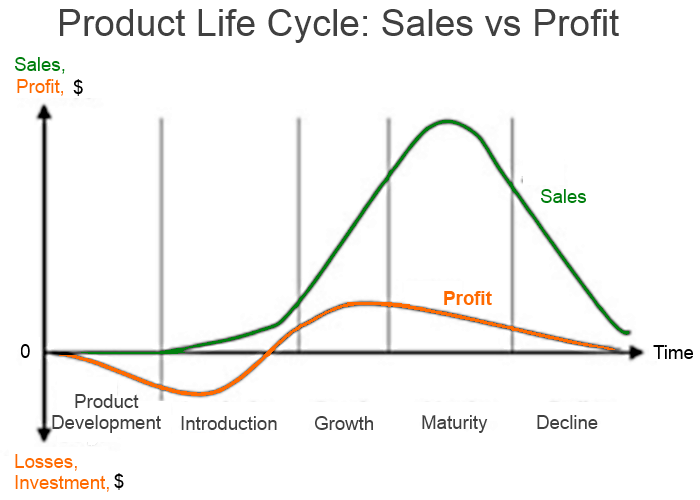 Product Life Cycle: Sales vs Profit
Sales,
Profit, $
Sales
Profit
0
Time
Product
Development
Introduction
Growth
Maturity
Decline
Losses,
Investment, $